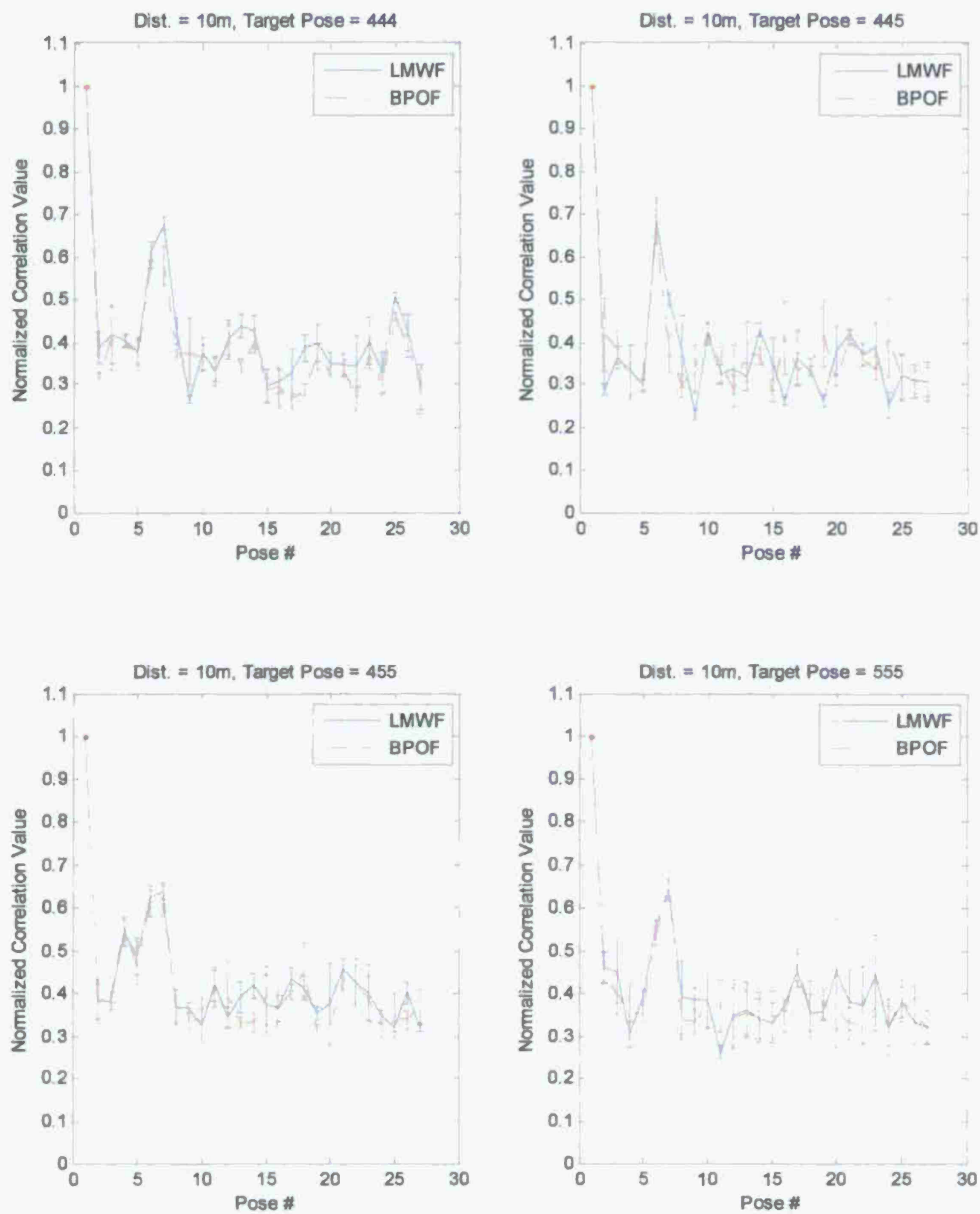 Dist. = 10m, Target Pose = 444
1.1
1
0.9
0.8
0.7
0.6
0.5
0.4
0.3
0.2
0.1
0
0 5 10 15 20 25 30
Normalized Correlation Value
Pose #
LMWF
BPOF
Dist. = 10m, Target Pose = 445
1.1
1
0.9
0.8
0.7
0.6
0.5
0.4
0.3
0.2
0.1
0
0 5 10 15 20 25 30
Normalized Correlation Value
Pose #
LMWF
BPOF
Dist. = 10m, Target Pose = 455
1.1
1
0.9
0.8
0.7
0.6
0.5
0.4
0.3
0.2
0.1
0
0 5 10 15 20 25 30
Normalized Correlation Value
Pose #
LMWF
BPOF
Dist. = 10m, Target Pose = 555
1.1
1
0.9
0.8
0.7
0.6
0.5
0.4
0.3
0.2
0.1
0
0 5 10 15 20 25 30
Normalized Correlation Value
Pose #
LMWF
BPOF